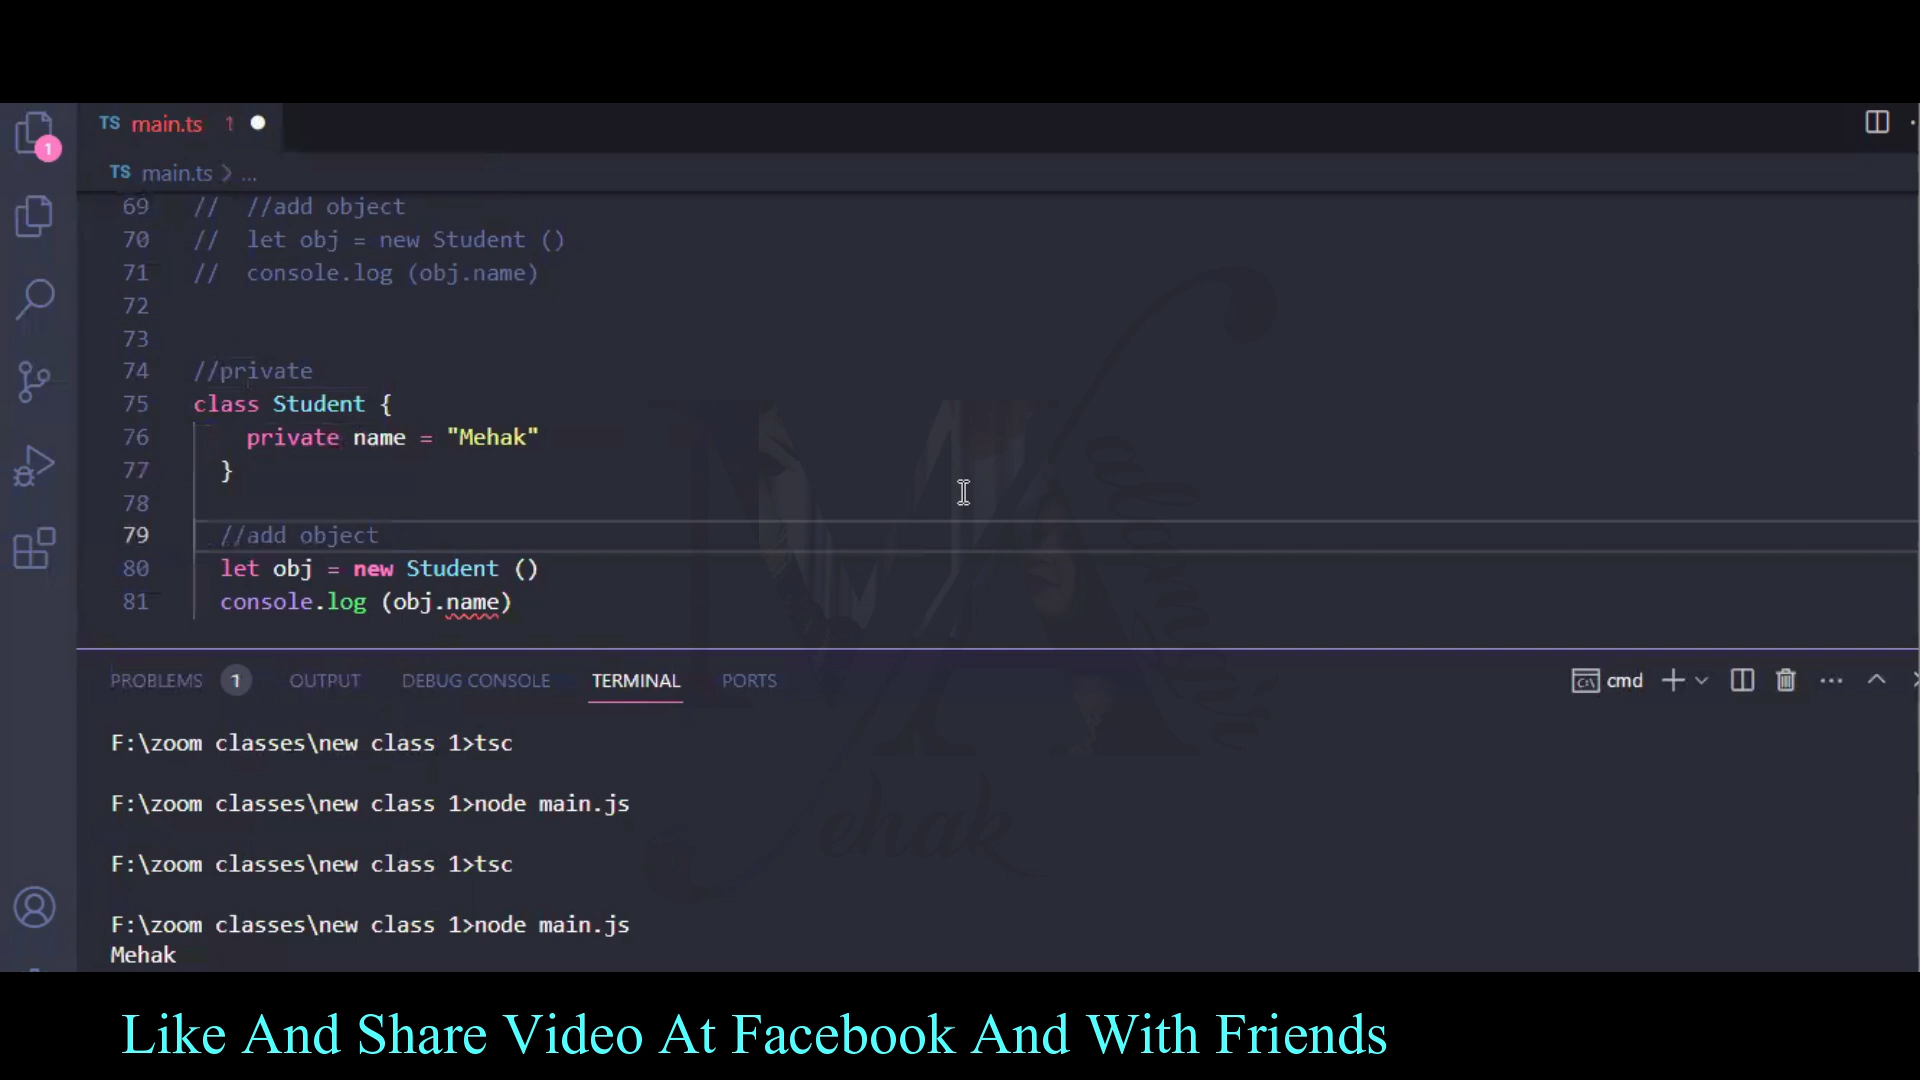 TS main.ts 1
TS main.ts > ...
1
69 // //add object
70 // let obj = new Student ()
71 // console.log (obj.name)
72
73
74 //private
75 class Student {
76 private name = "Mehak"
77 }
78
79 //add object
80 let obj = new Student ()
81 console.log (obj.name)
PROBLEMS 1 OUTPUT DEBUG CONSOLE TERMINAL PORTS cmd
F:\zoom classes\new class 1>tsc
F:\zoom classes\new class 1>node main.js
F:\zoom classes\new class 1>tsc
F:\zoom classes\new class 1>node main.js
Mehak
Like And Share Video At Facebook And With Friends